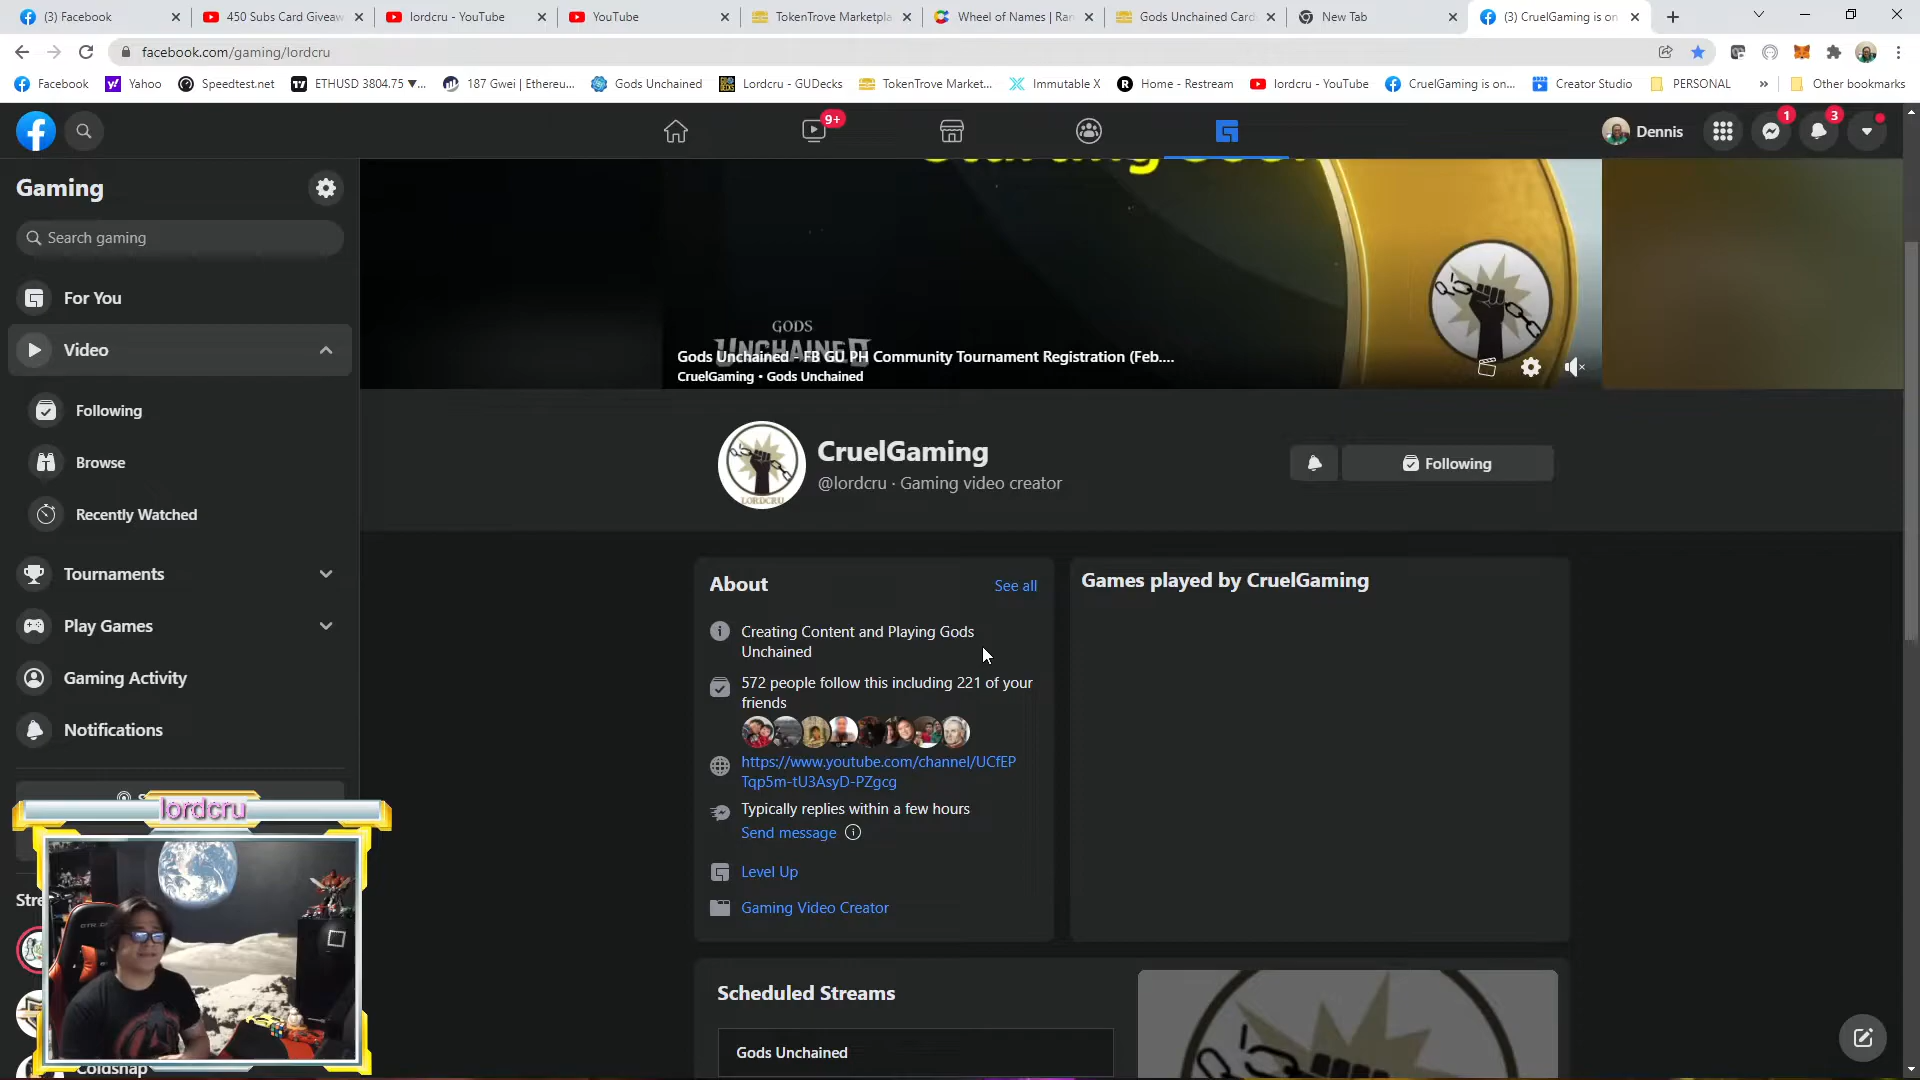 (3) Facebook
450 Subs Card Giveaw
lordcru - YouTube
YouTube
TokenTrove Marketpla
Wheel of Names | Ran
Gods Unchained Card
New Tab
(3) CruelGaming is on
facebook.com/gaming/lordcru
Facebook
Yahoo
Speedtest.net
ETHUSD 3804.75 ▼...
187 Gwei | Ethereu...
Gods Unchained
Lordcru - GUDecks
TokenTrove Market...
Immutable X
Home - Restream
lordcru - YouTube
CruelGaming is on...
Creator Studio
PERSONAL
»
Other bookmarks
9+
Dennis
1
3
Gaming
Search gaming
For You
Video
Following
Browse
Recently Watched
Tournaments
Play Games
Gaming Activity
Notifications
GODS
UNCHAINED
Gods Unchained - FB GU PH Community Tournament Registration (Feb....
CruelGaming • Gods Unchained
LORDCRU
CruelGaming
@lordcru · Gaming video creator
Following
About
See all
Creating Content and Playing Gods
Unchained
572 people follow this including 221 of your
friends
https://www.youtube.com/channel/UCfEP
Tqp5m-tU3AsyD-PZgcg
Typically replies within a few hours
Send message
Level Up
Gaming Video Creator
Games played by CruelGaming
Scheduled Streams
Gods Unchained
lordcru
Stre
Coldsnap